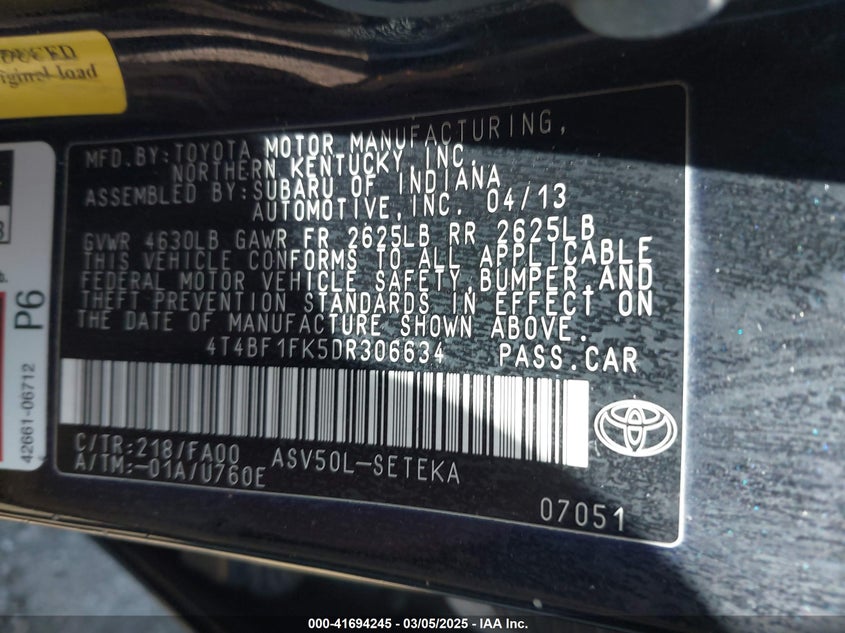 DUCED
riginal load
MFD.BY:TOYOTA MOTOR MANUFACTURING,
NORTHERN KENTUCKY, INC.
ASSEMBLED BY:SUBARU OF INDIANA
AUTOMOTIVE,INC. 04/13
GVWR 4630LB GAWR FR 2625LB RR 2625LB
THIS VEHICLE CONFORMS TO ALL APPLICABLE
FEDERAL MOTOR VEHICLE SAFETY,BUMPER,AND
THEFT PREVENTION STANDARDS IN EFFECT ON
THE DATE OF MANUFACTURE SHOWN ABOVE.
4T4BF1FK5DR306634 PASS.CAR
C/TR:218/FA00 ASV50L-SETEKA
A/TM:-01A/U760E
07051
P6
42661-06712
000-41694245 - 03/05/2025 - IAA Inc.